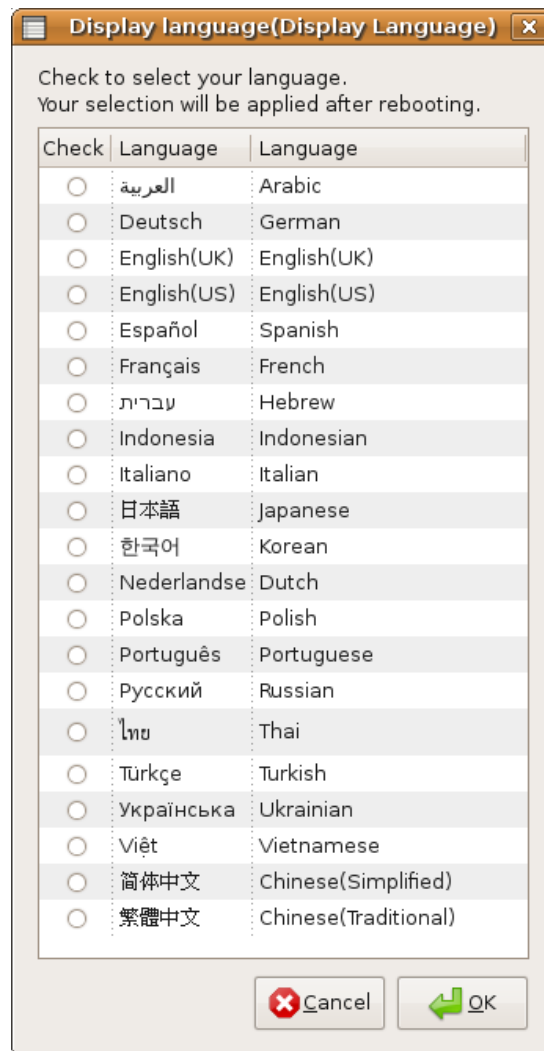 Display language(Display Language)
Check to select your language.
Your selection will be applied after rebooting.
Check Language Language
العربية Arabic
Deutsch German
English(UK) English(UK)
English(US) English(US)
Español Spanish
Français French
עברית Hebrew
Indonesia Indonesian
Italiano Italian
日本語 Japanese
한국어 Korean
Nederlandse Dutch
Polska Polish
Português Portuguese
Русский Russian
ไทย Thai
Türkçe Turkish
Українська Ukrainian
Việt Vietnamese
简体中文 Chinese(Simplified)
繁體中文 Chinese(Traditional)
Cancel OK